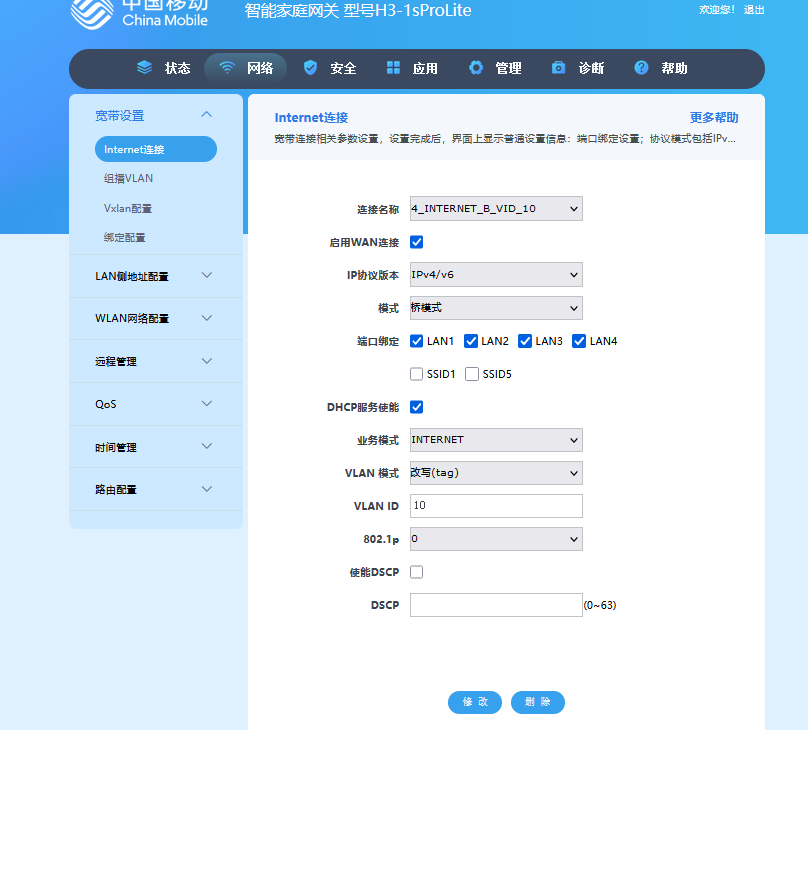 中国移动
China Mobile
智能家庭网关 型号H3-1sProLite
欢迎您! 退出
状态 网络 安全 应用 管理 诊断 帮助
宽带设置
Internet连接
组播VLAN
Vxlan配置
绑定配置
LAN侧地址配置
WLAN网络配置
远程管理
QoS
时间管理
路由配置
Internet连接 更多帮助
宽带连接相关参数设置，设置完成后，界面上显示普通设置信息：端口绑定设置；协议模式包括IPv...
连接名称 4_INTERNET_B_VID_10
启用WAN连接
IP协议版本 IPv4/v6
模式 桥模式
端口绑定 LAN1 LAN2 LAN3 LAN4
SSID1 SSID5
DHCP服务使能
业务模式 INTERNET
VLAN 模式 改写(tag)
VLAN ID 10
802.1p 0
使能DSCP
DSCP (0~63)
修 改 删 除